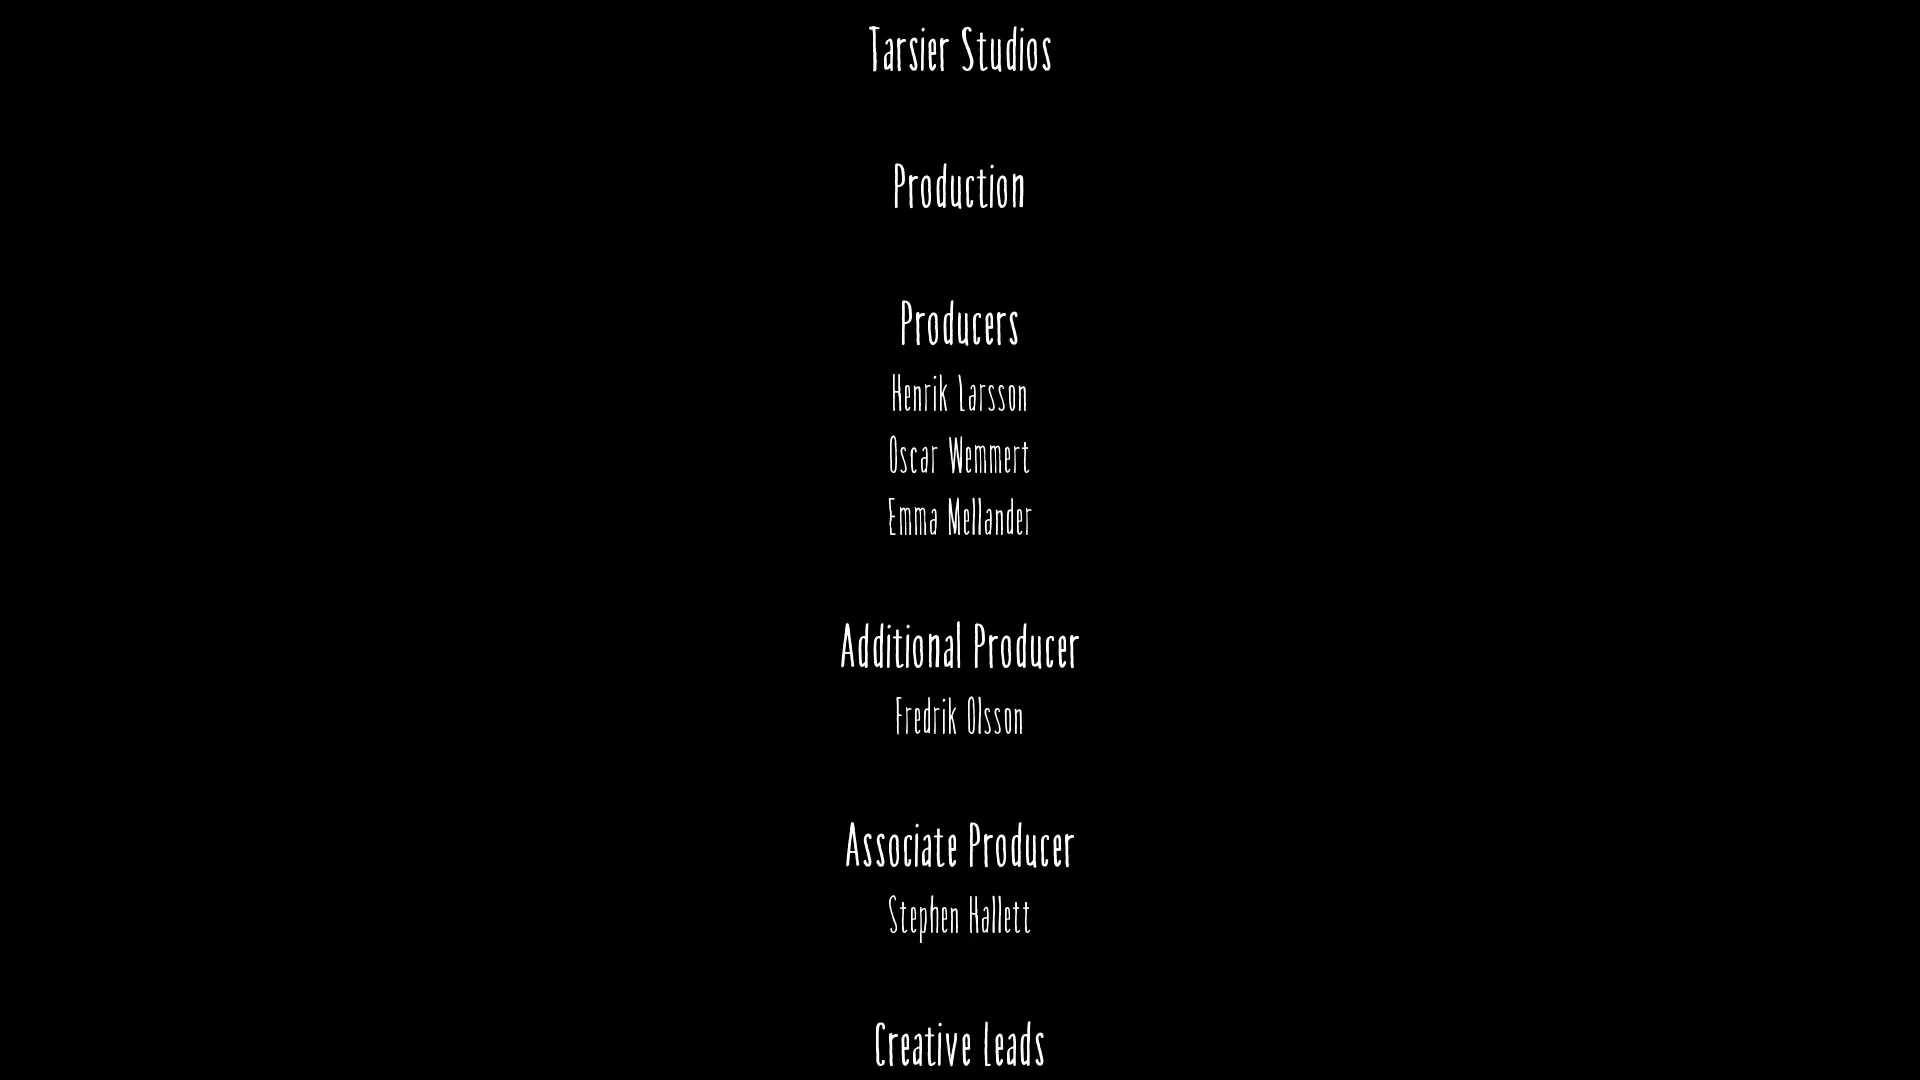 Tarsier Studios
Production
Producers
Henrik Larsson
Oscar Wemmert
Emma Mellander
Additional Producer
Fredrik Olsson
Associate Producer
Stephen Hallett
Creative Leads